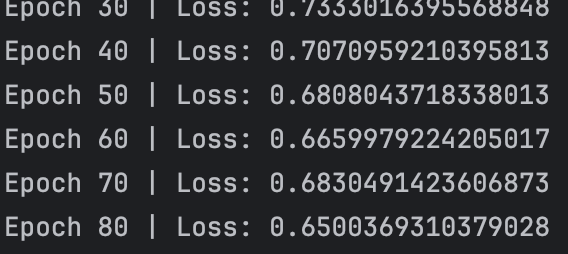 Epoch 30 | Loss: 0.7333016395568848
Epoch 40 | Loss: 0.7070959210395813
Epoch 50 | Loss: 0.6808043718338013
Epoch 60 | Loss: 0.6659979224205017
Epoch 70 | Loss: 0.6830491423606873
Epoch 80 | Loss: 0.6500369310379028